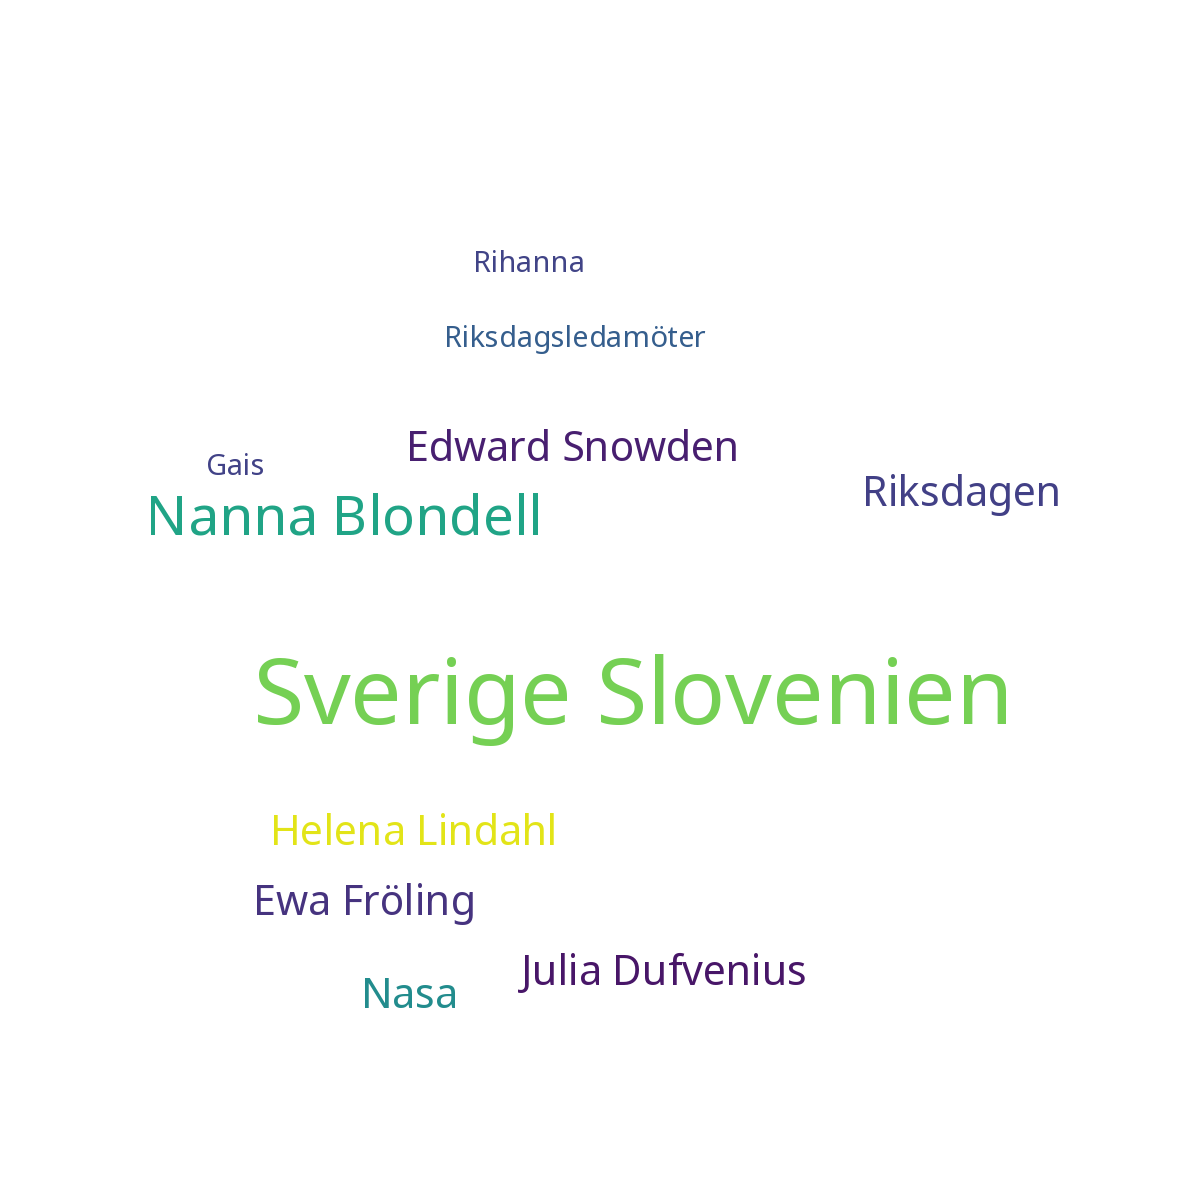 Rihanna
Riksdagsledamöter
Edward Snowden
Gais
Riksdagen
Nanna Blondell
Sverige Slovenien
Helena Lindahl
Ewa Fröling
Julia Dufvenius
Nasa